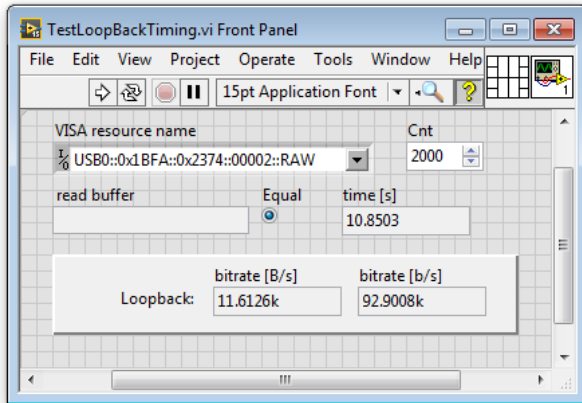 TestLoopBackTiming.vi Front Panel
File Edit View Project Operate Tools Window Help
15pt Application Font
VISA resource name Cnt
I/O USB0::0x1BFA::0x2374::00002::RAW 2000
read buffer Equal time [s]
10.8503
bitrate [B/s] bitrate [b/s]
Loopback: 11.6126k 92.9008k